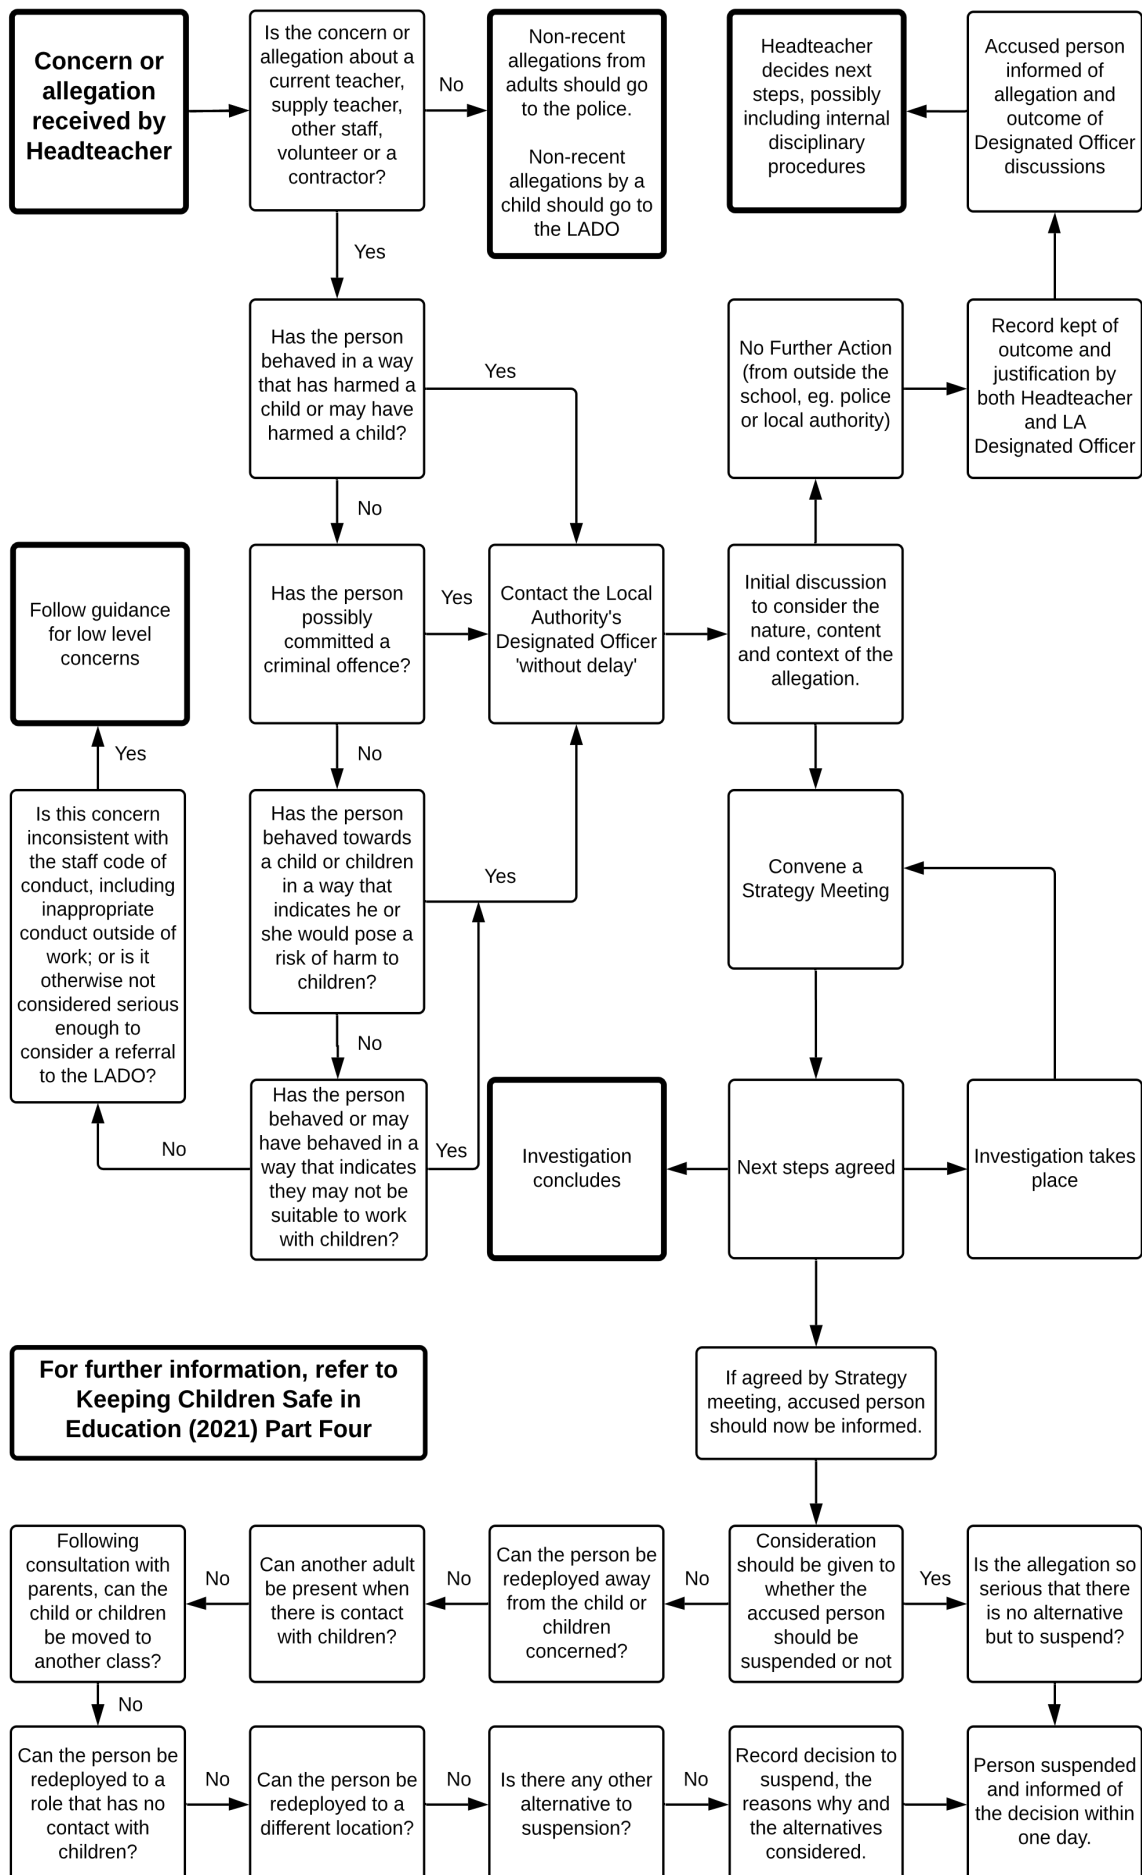 Concern or
allegation
received by
Headteacher
Is the concern or
allegation about a
current teacher,
supply teacher,
other staff,
volunteer or a
contractor?
No
Non-recent
allegations from
adults should go
to the police.
Non-recent
allegations by a
child should go to
the LADO
Headteacher
decides next
steps, possibly
including internal
disciplinary
procedures
Accused person
informed of
allegation and
outcome of
Designated Officer
discussions
Yes
Has the person
behaved in a way
that has harmed a
child or may have
harmed a child?
Yes
No Further Action
(from outside the
school, eg. police
or local authority)
Record kept of
outcome and
justification by
both Headteacher
and LA
Designated Officer
No
Follow guidance
for low level
concerns
Has the person
possibly
committed a
criminal offence?
Yes
Contact the Local
Authority's
Designated Officer
'without delay'
Initial discussion
to consider the
nature, content
and context of the
allegation.
Yes
No
Is this concern
inconsistent with
the staff code of
conduct, including
inappropriate
conduct outside of
work; or is it
otherwise not
considered serious
enough to
consider a referral
to the LADO?
Has the person
behaved towards
a child or children
in a way that
indicates he or
she would pose a
risk of harm to
children?
Yes
Convene a
Strategy Meeting
No
No
Has the person
behaved or may
have behaved in a
way that indicates
they may not be
suitable to work
with children?
Yes
Investigation
concludes
Next steps agreed
Investigation takes
place
For further information, refer to
Keeping Children Safe in
Education (2021) Part Four
If agreed by Strategy
meeting, accused person
should now be informed.
Following
consultation with
parents, can the
child or children
be moved to
another class?
No
Can another adult
be present when
there is contact
with children?
No
Can the person be
redeployed away
from the child or
children
concerned?
No
Consideration
should be given to
whether the
accused person
should be
suspended or not
Yes
Is the allegation so
serious that there
is no alternative
but to suspend?
No
Can the person be
redeployed to a
role that has no
contact with
children?
No
Can the person be
redeployed to a
different location?
No
Is there any other
alternative to
suspension?
No
Record decision to
suspend, the
reasons why and
the alternatives
considered.
Person suspended
and informed of
the decision within
one day.